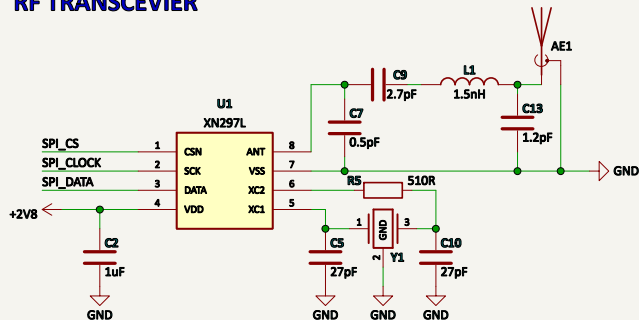 RF TRANSCEVIER
AE1
C9
2.7pF
L1
1.5nH
C7
0.5pF
C13
1.2pF
U1
XN297L
SPI_CS
1
CSN
ANT
8
SPI_CLOCK
2
SCK
VSS
7
GND
SPI_DATA
3
DATA
XC2
6
R5
510R
+2V8
4
VDD
XC1
5
C2
1uF
GND
C5
27pF
GND
1
GND
3
2
Y1
GND
C10
27pF
GND